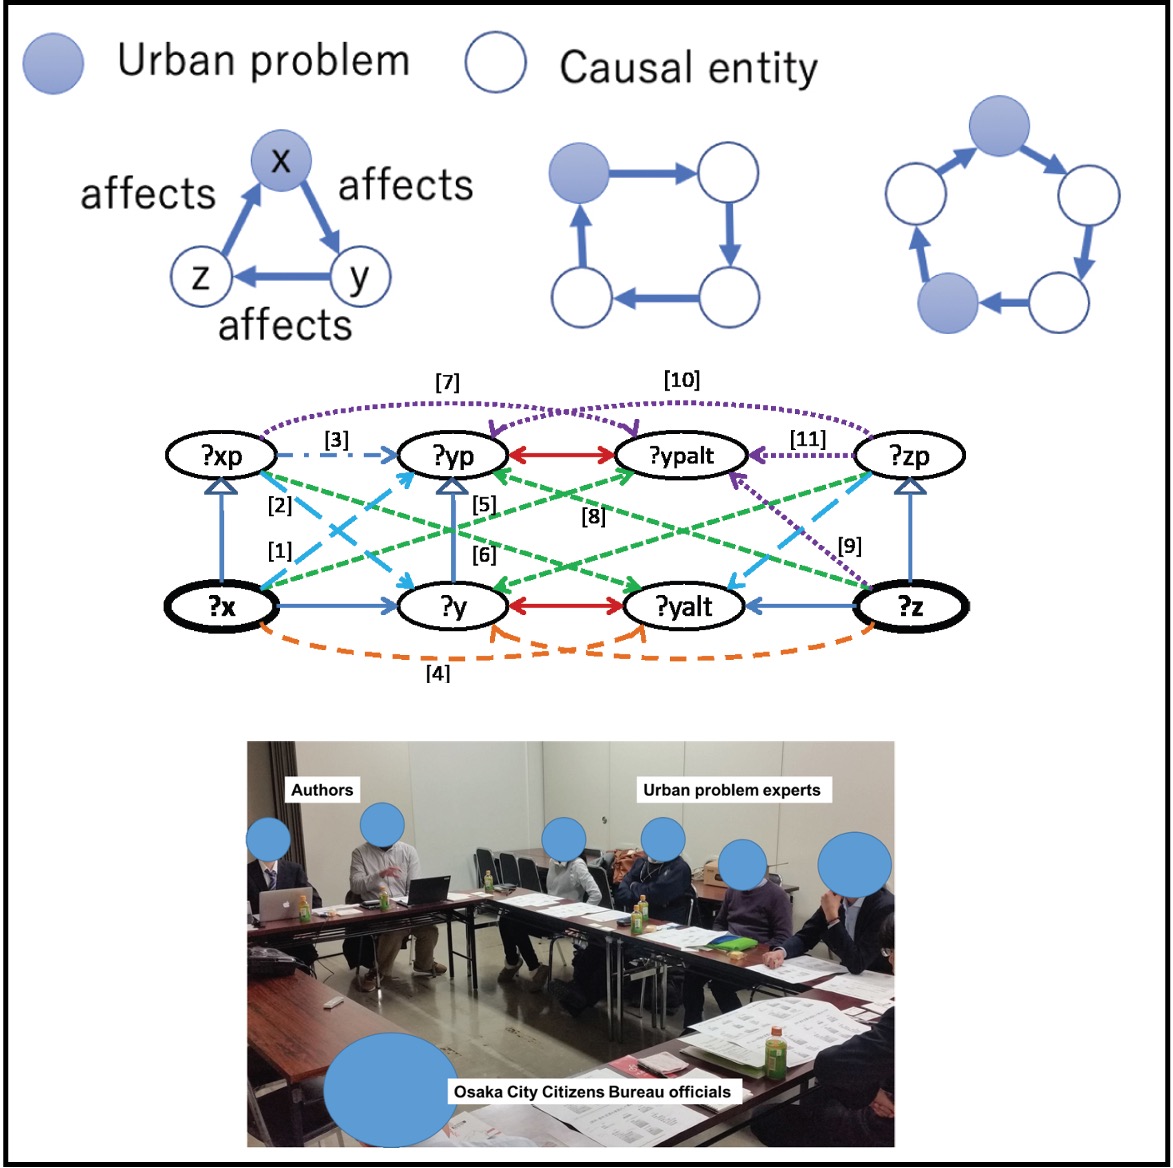 Urban problem
Causal entity
x
affects
affects
z
y
affects
[7]
[10]
?xp
[3]
?yp
?ypalt
[11]
?zp
[2]
[5]
[8]
[1]
[6]
[9]
?x
?y
?yalt
?z
[4]
Authors
Urban problem experts
Osaka City Citizens Bureau officials